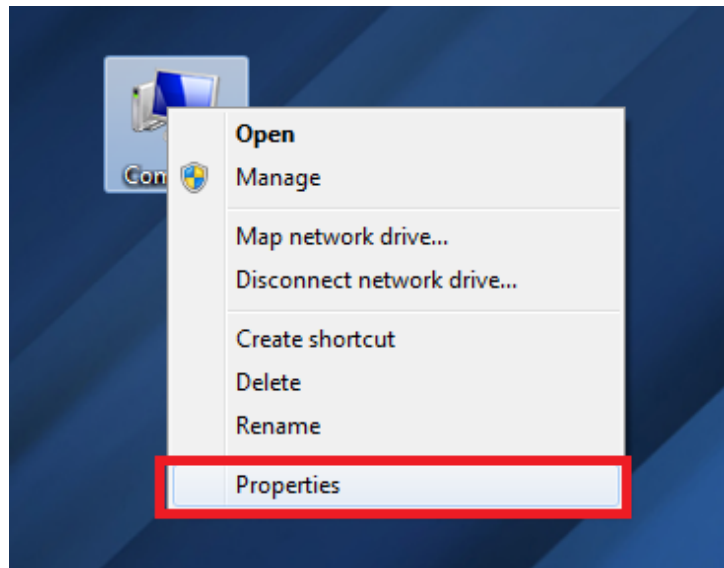 Open
Manage
Map network drive...
Disconnect network drive...
Create shortcut
Delete
Rename
Properties